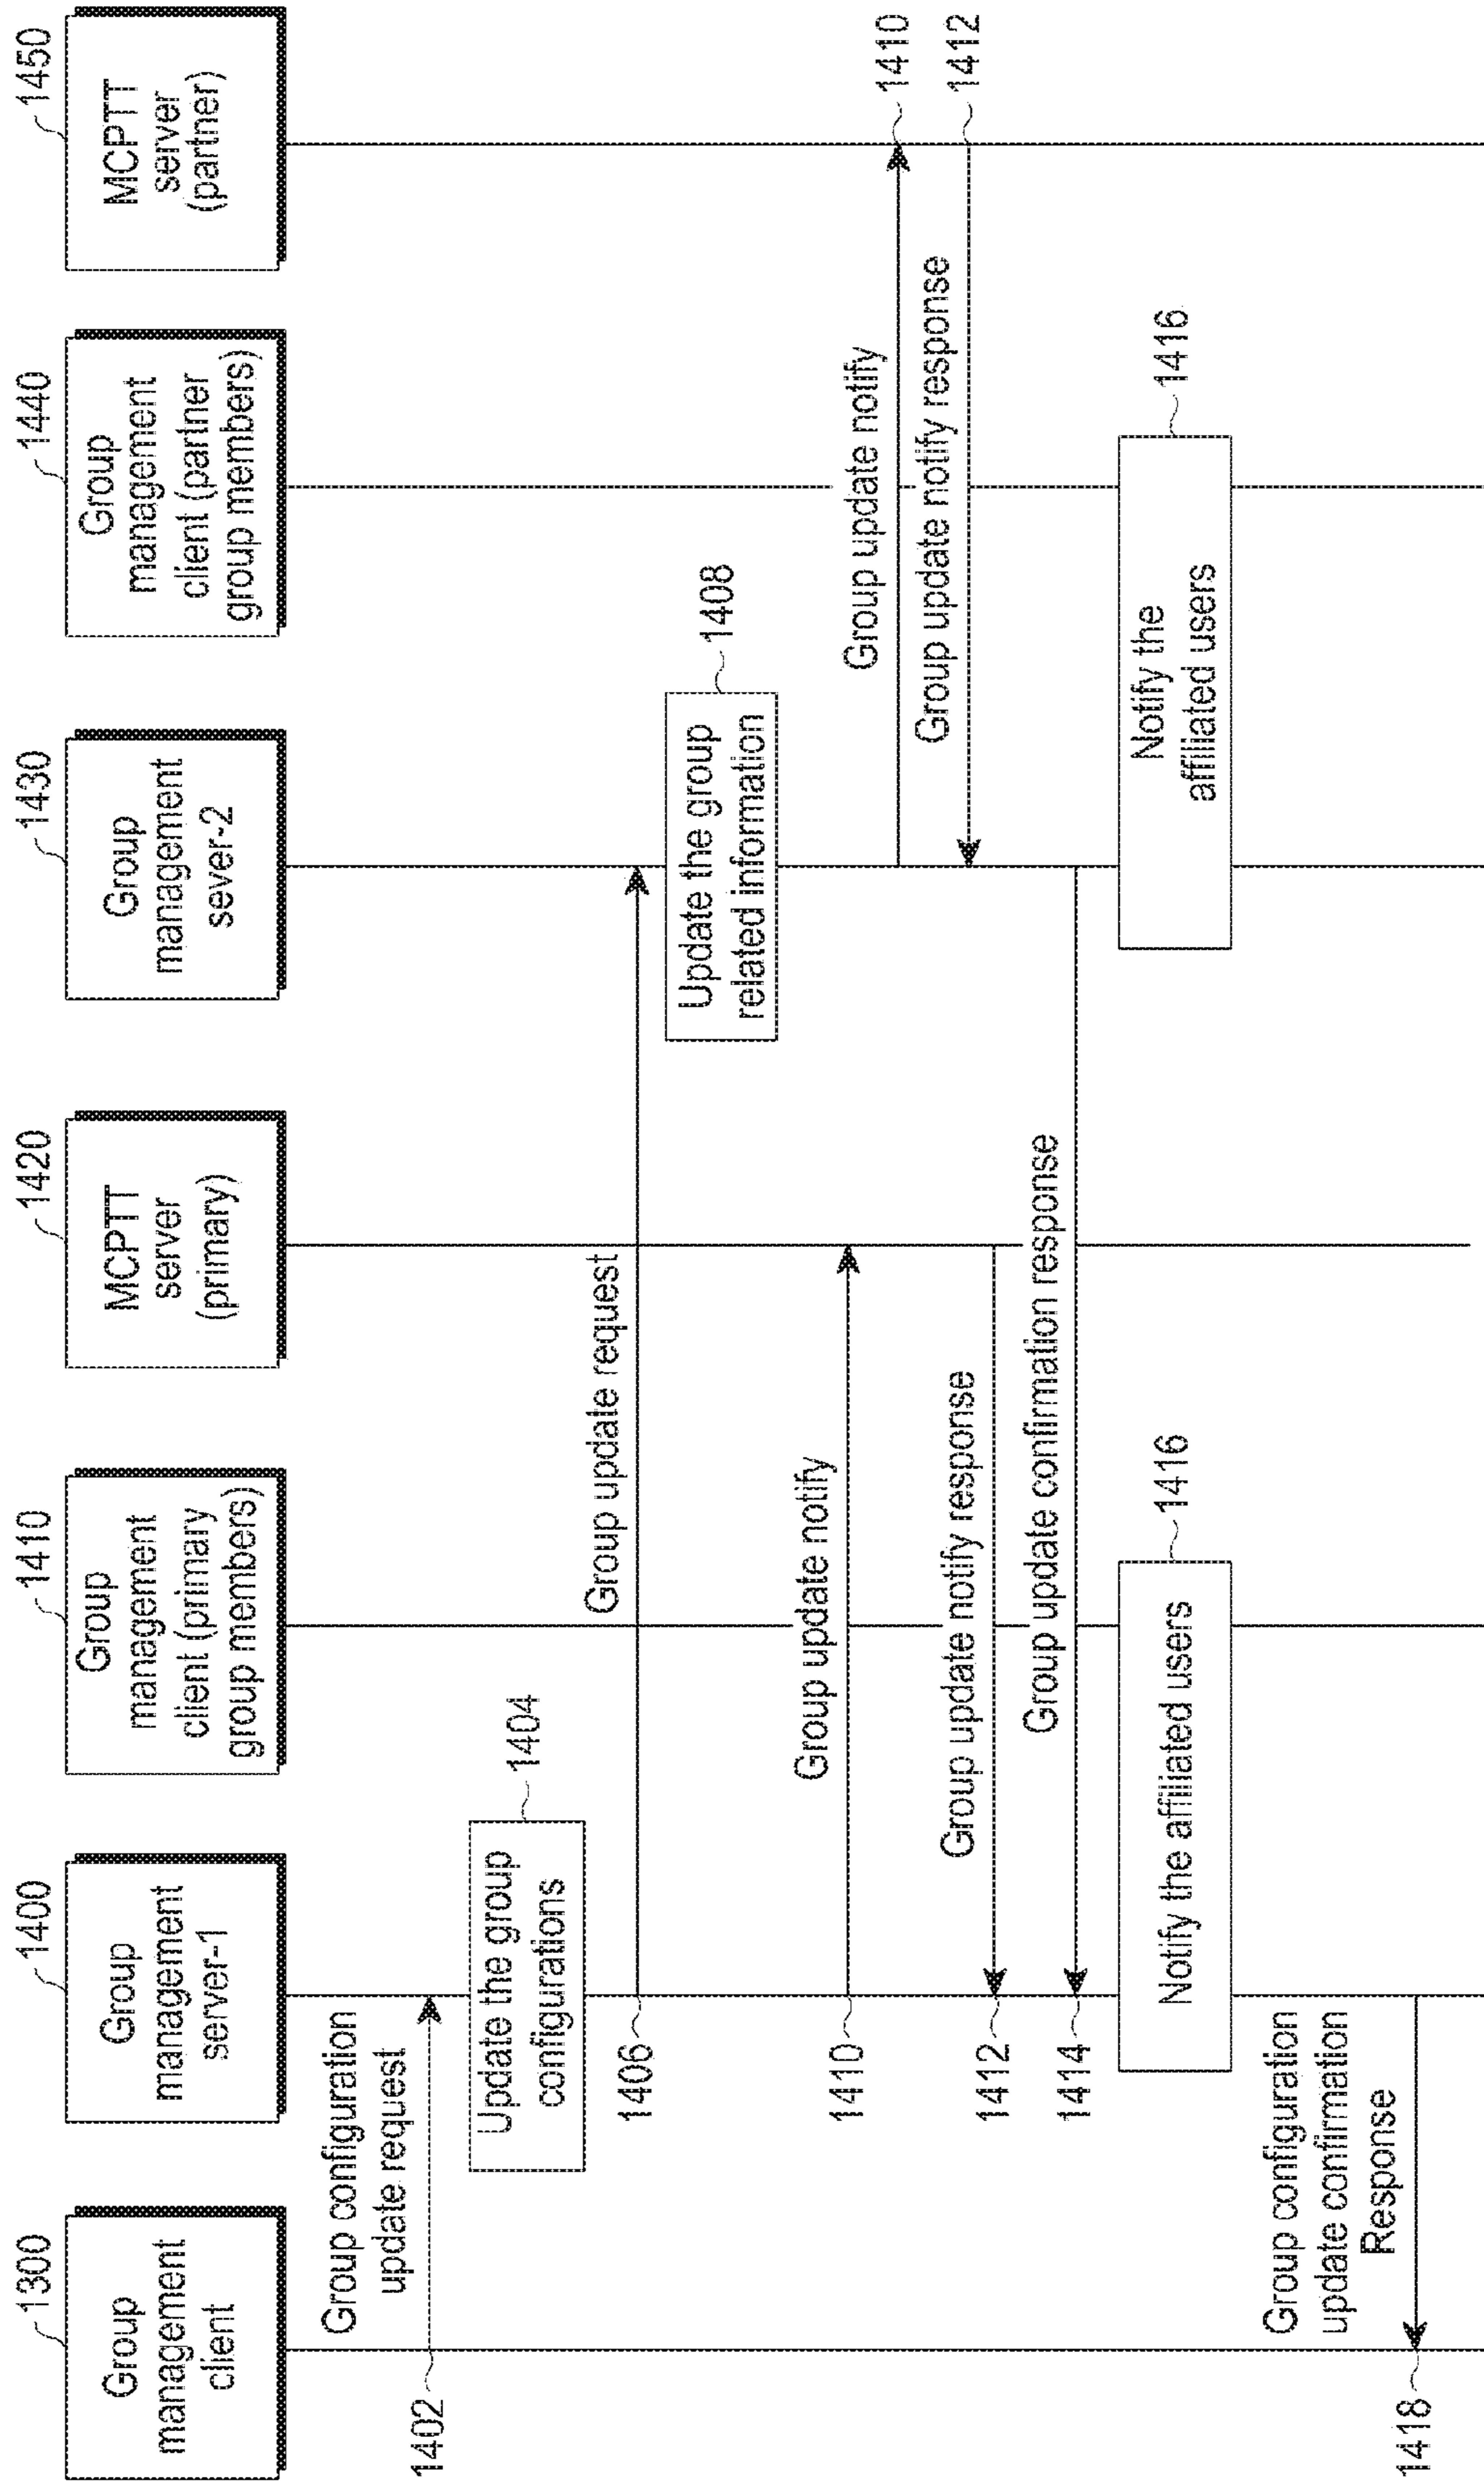 1300
Group
management
client
1400
Group
management
server-1
1410
Group
management
client (primary
group members)
1420
MCPTT
server
(primary)
1430
Group
management
sever-2
1440
Group
management
client (partner
group members)
1450
MCPTT
server
(partner)
1402
Group configuration
update request
Update the group
configurations
1404
1406
Group update request
Update the group
related information
1408
1410
Group update notify
Group update notify
1410
Group update notify response
1412
1412
Group update notify response
1414
Group update confirmation response
Notify the affiliated users
1416
Notify the
affiliated users
1416
Group configuration
update confirmation
Response
1418